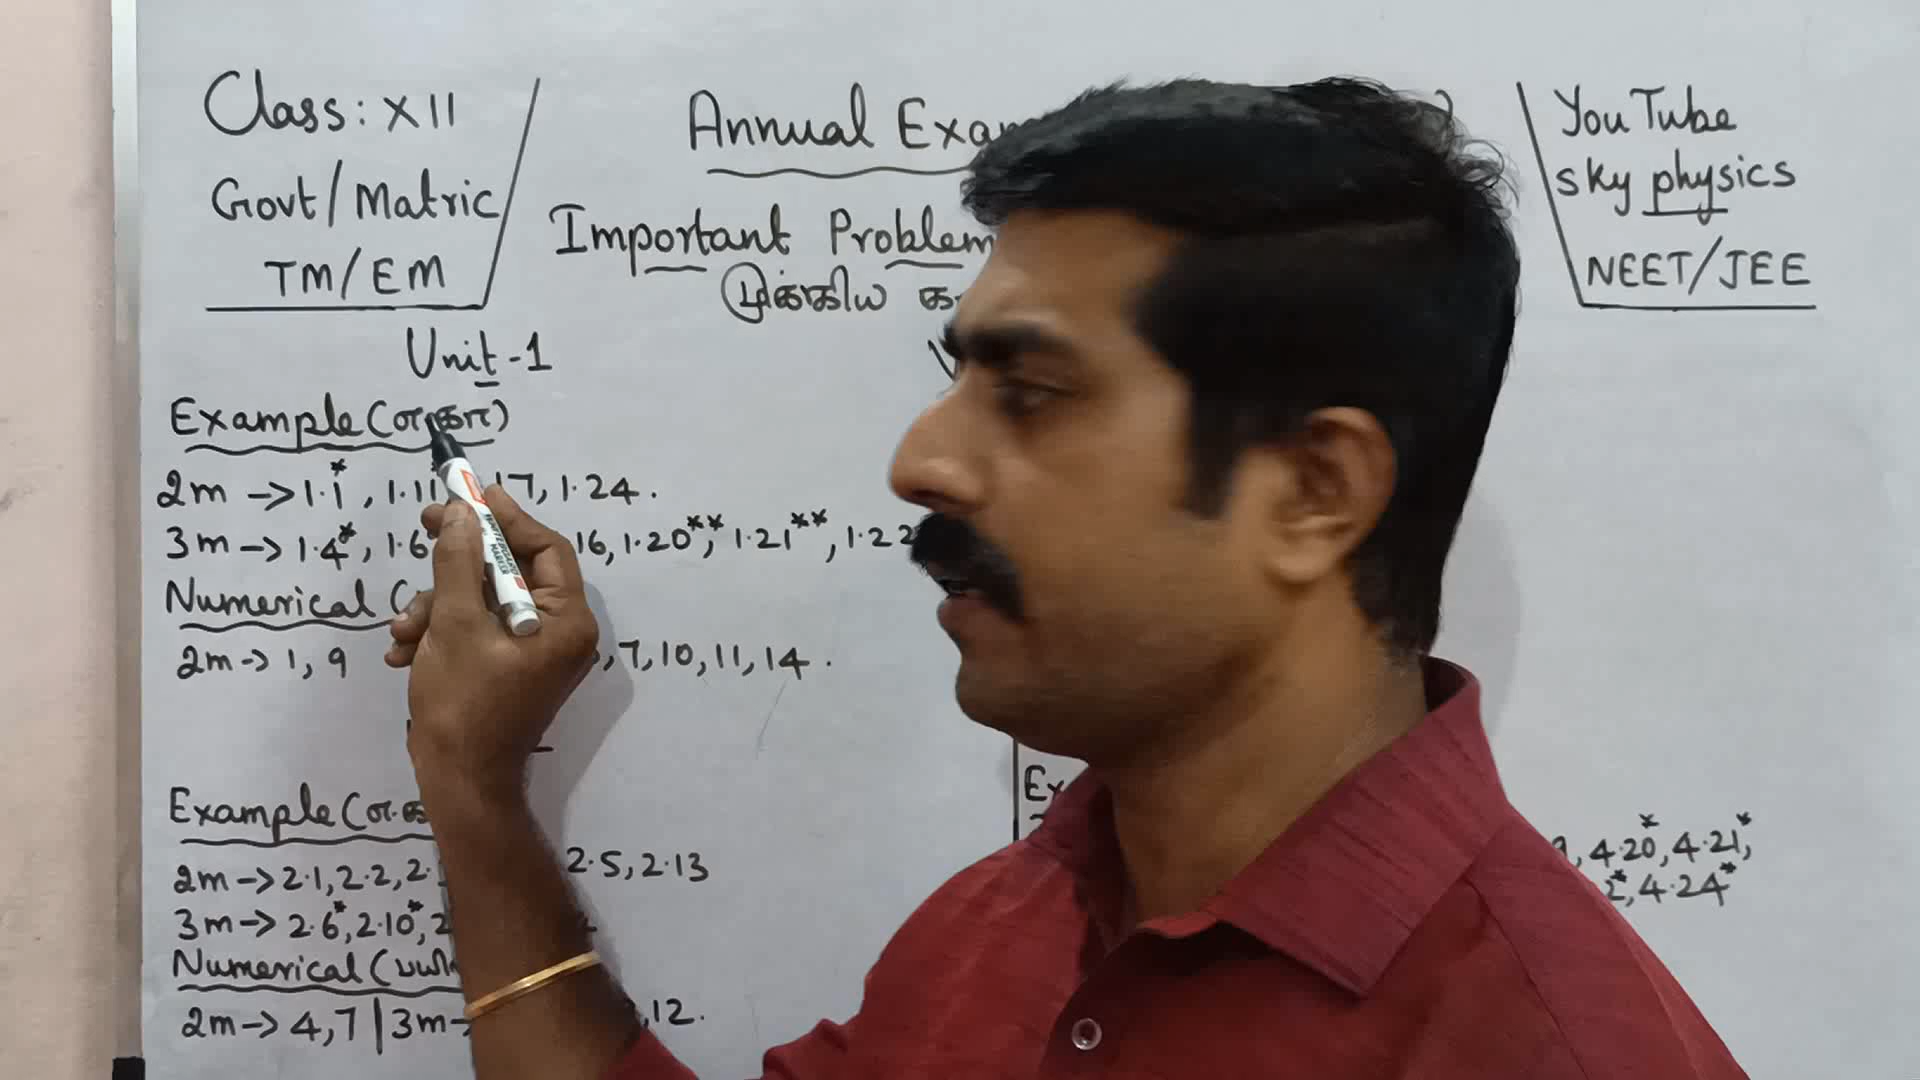 Class: XII
Govt/Matric
TM/EM
Annual
Important Problem
முக்கிய
YouTube
sky physics
NEET/JEE
Unit-1
Example (எ.கா)
2m -> 1.1*, 1.11 17, 1.24.
3m -> 1.4*, 1.6 16, 1.20**, 1.21**, 1.22
Numerical (
2m -> 1, 9 7, 10, 11, 14.
Example (எ.கா
2m -> 2.1, 2.2, 2. 2.5, 2.13
3m -> 2.6*, 2.10*, 2
Numerical (பயி
2m -> 4, 7 | 3m- , 12.
Ex
, 4.20*, 4.21*,
, 4.24*